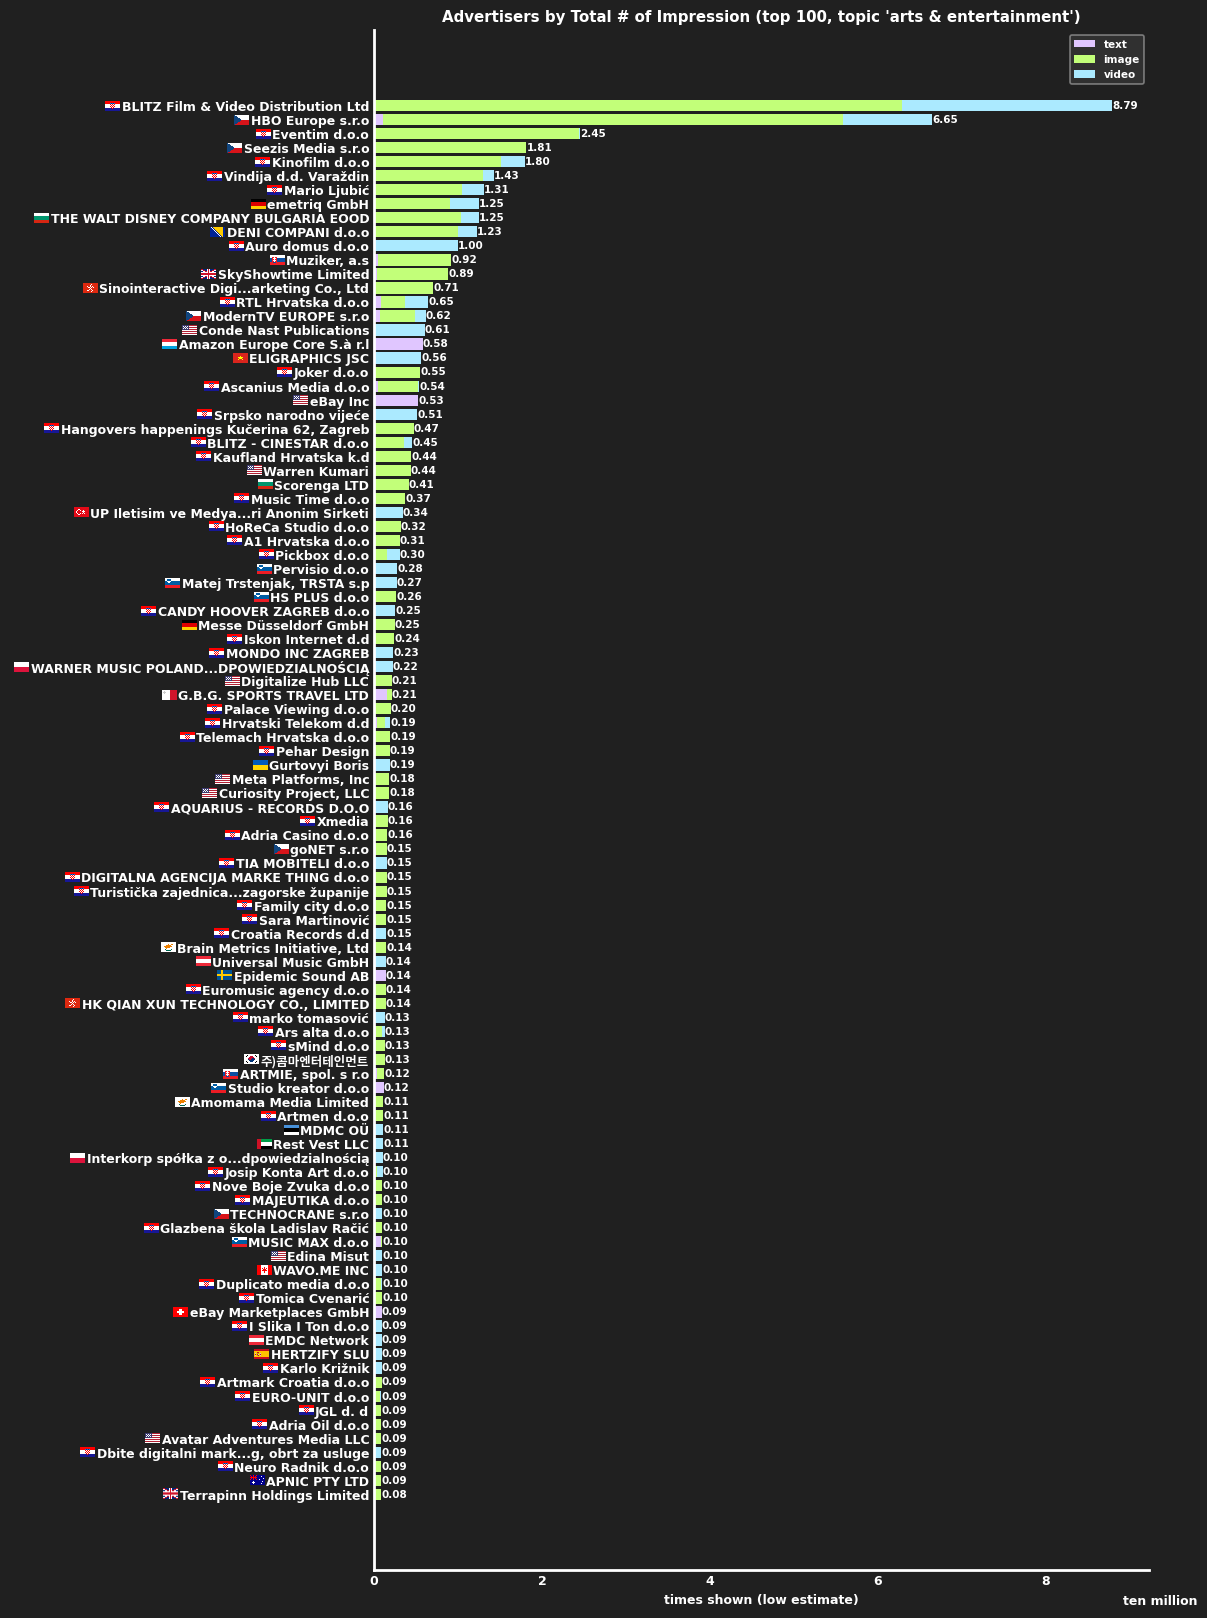 Advertisers by Total # of Impression (top 100, topic 'arts & entertainment')
text
image
video
BLITZ Film & Video Distribution Ltd 8.79
HBO Europe s.r.o 6.65
Eventim d.o.o 2.45
Seezis Media s.r.o 1.81
Kinofilm d.o.o 1.80
Vindija d.d. Varaždin 1.43
Mario Ljubić 1.31
emetriq GmbH 1.25
THE WALT DISNEY COMPANY BULGARIA EOOD 1.25
DENI COMPANI d.o.o 1.23
Auro domus d.o.o 1.00
Muziker, a.s 0.92
SkyShowtime Limited 0.89
Sinointeractive Digi...arketing Co., Ltd 0.71
RTL Hrvatska d.o.o 0.65
ModernTV EUROPE s.r.o 0.62
Conde Nast Publications 0.61
Amazon Europe Core S.à r.l 0.58
ELIGRAPHICS JSC 0.56
Joker d.o.o 0.55
Ascanius Media d.o.o 0.54
eBay Inc 0.53
Srpsko narodno vijeće 0.51
Hangovers happenings Kučerina 62, Zagreb 0.47
BLITZ - CINESTAR d.o.o 0.45
Kaufland Hrvatska k.d 0.44
Warren Kumari 0.44
Scorenga LTD 0.41
Music Time d.o.o 0.37
UP Iletisim ve Medya...ri Anonim Sirketi 0.34
HoReCa Studio d.o.o 0.32
A1 Hrvatska d.o.o 0.31
Pickbox d.o.o 0.30
Pervisio d.o.o 0.28
Matej Trstenjak, TRSTA s.p 0.27
HS PLUS d.o.o 0.26
CANDY HOOVER ZAGREB d.o.o 0.25
Messe Düsseldorf GmbH 0.25
Iskon Internet d.d 0.24
MONDO INC ZAGREB 0.23
WARNER MUSIC POLAND...DPOWIEDZIALNOŚCIĄ 0.22
Digitalize Hub LLC 0.21
G.B.G. SPORTS TRAVEL LTD 0.21
Palace Viewing d.o.o 0.20
Hrvatski Telekom d.d 0.19
Telemach Hrvatska d.o.o 0.19
Pehar Design 0.19
Gurtovyi Boris 0.19
Meta Platforms, Inc 0.18
Curiosity Project, LLC 0.18
AQUARIUS - RECORDS D.O.O 0.16
Xmedia 0.16
Adria Casino d.o.o 0.16
goNET s.r.o 0.15
TIA MOBITELI d.o.o 0.15
DIGITALNA AGENCIJA MARKE THING d.o.o 0.15
Turistička zajednica...zagorske županije 0.15
Family city d.o.o 0.15
Sara Martinović 0.15
Croatia Records d.d 0.15
Brain Metrics Initiative, Ltd 0.14
Universal Music GmbH 0.14
Epidemic Sound AB 0.14
Euromusic agency d.o.o 0.14
HK QIAN XUN TECHNOLOGY CO., LIMITED 0.14
marko tomasović 0.13
Ars alta d.o.o 0.13
sMind d.o.o 0.13
주)콤마엔터테인먼트 0.13
ARTMIE, spol. s r.o 0.12
Studio kreator d.o.o 0.12
Amomama Media Limited 0.11
Artmen d.o.o 0.11
MDMC OÜ 0.11
Rest Vest LLC 0.11
Interkorp spółka z o...dpowiedzialnością 0.10
Josip Konta Art d.o.o 0.10
Nove Boje Zvuka d.o.o 0.10
MAJEUTIKA d.o.o 0.10
TECHNOCRANE s.r.o 0.10
Glazbena škola Ladislav Račić 0.10
MUSIC MAX d.o.o 0.10
Edina Misut 0.10
WAVO.ME INC 0.10
Duplicato media d.o.o 0.10
Tomica Cvenarić 0.10
eBay Marketplaces GmbH 0.09
I Slika I Ton d.o.o 0.09
EMDC Network 0.09
HERTZIFY SLU 0.09
Karlo Križnik 0.09
Artmark Croatia d.o.o 0.09
EURO-UNIT d.o.o 0.09
JGL d. d 0.09
Adria Oil d.o.o 0.09
Avatar Adventures Media LLC 0.09
Dbite digitalni mark...g, obrt za usluge 0.09
Neuro Radnik d.o.o 0.09
APNIC PTY LTD 0.09
Terrapinn Holdings Limited 0.08
0 2 4 6 8
times shown (low estimate)
ten million